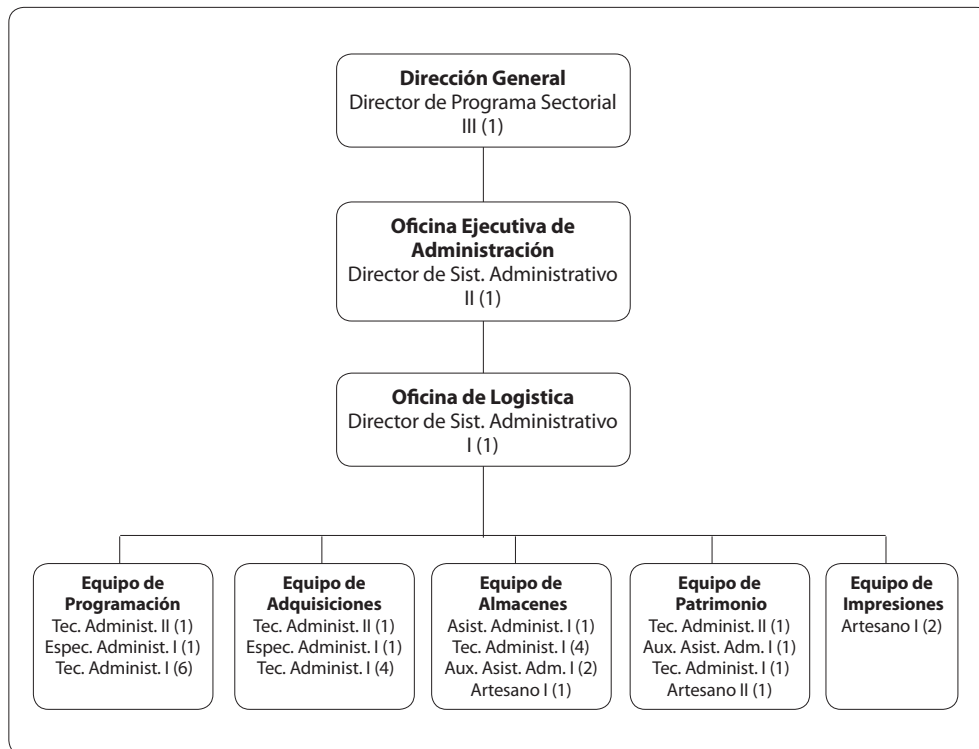 Dirección General
Director de Programa Sectorial
III (1)
Oficina Ejecutiva de
Administración
Director de Sist. Administrativo
II (1)
Oficina de Logistica
Director de Sist. Administrativo
I (1)
Equipo de
Programación
Tec. Administ. II (1)
Espec. Administ. I (1)
Tec. Administ. I (6)
Equipo de
Adquisiciones
Tec. Administ. II (1)
Espec. Administ. I (1)
Tec. Administ. I (4)
Equipo de
Almacenes
Asist. Administ. I (1)
Tec. Administ. I (4)
Aux. Asist. Adm. I (2)
Artesano I (1)
Equipo de
Patrimonio
Tec. Administ. II (1)
Aux. Asist. Adm. I (1)
Tec. Administ. I (1)
Artesano II (1)
Equipo de
Impresiones
Artesano I (2)